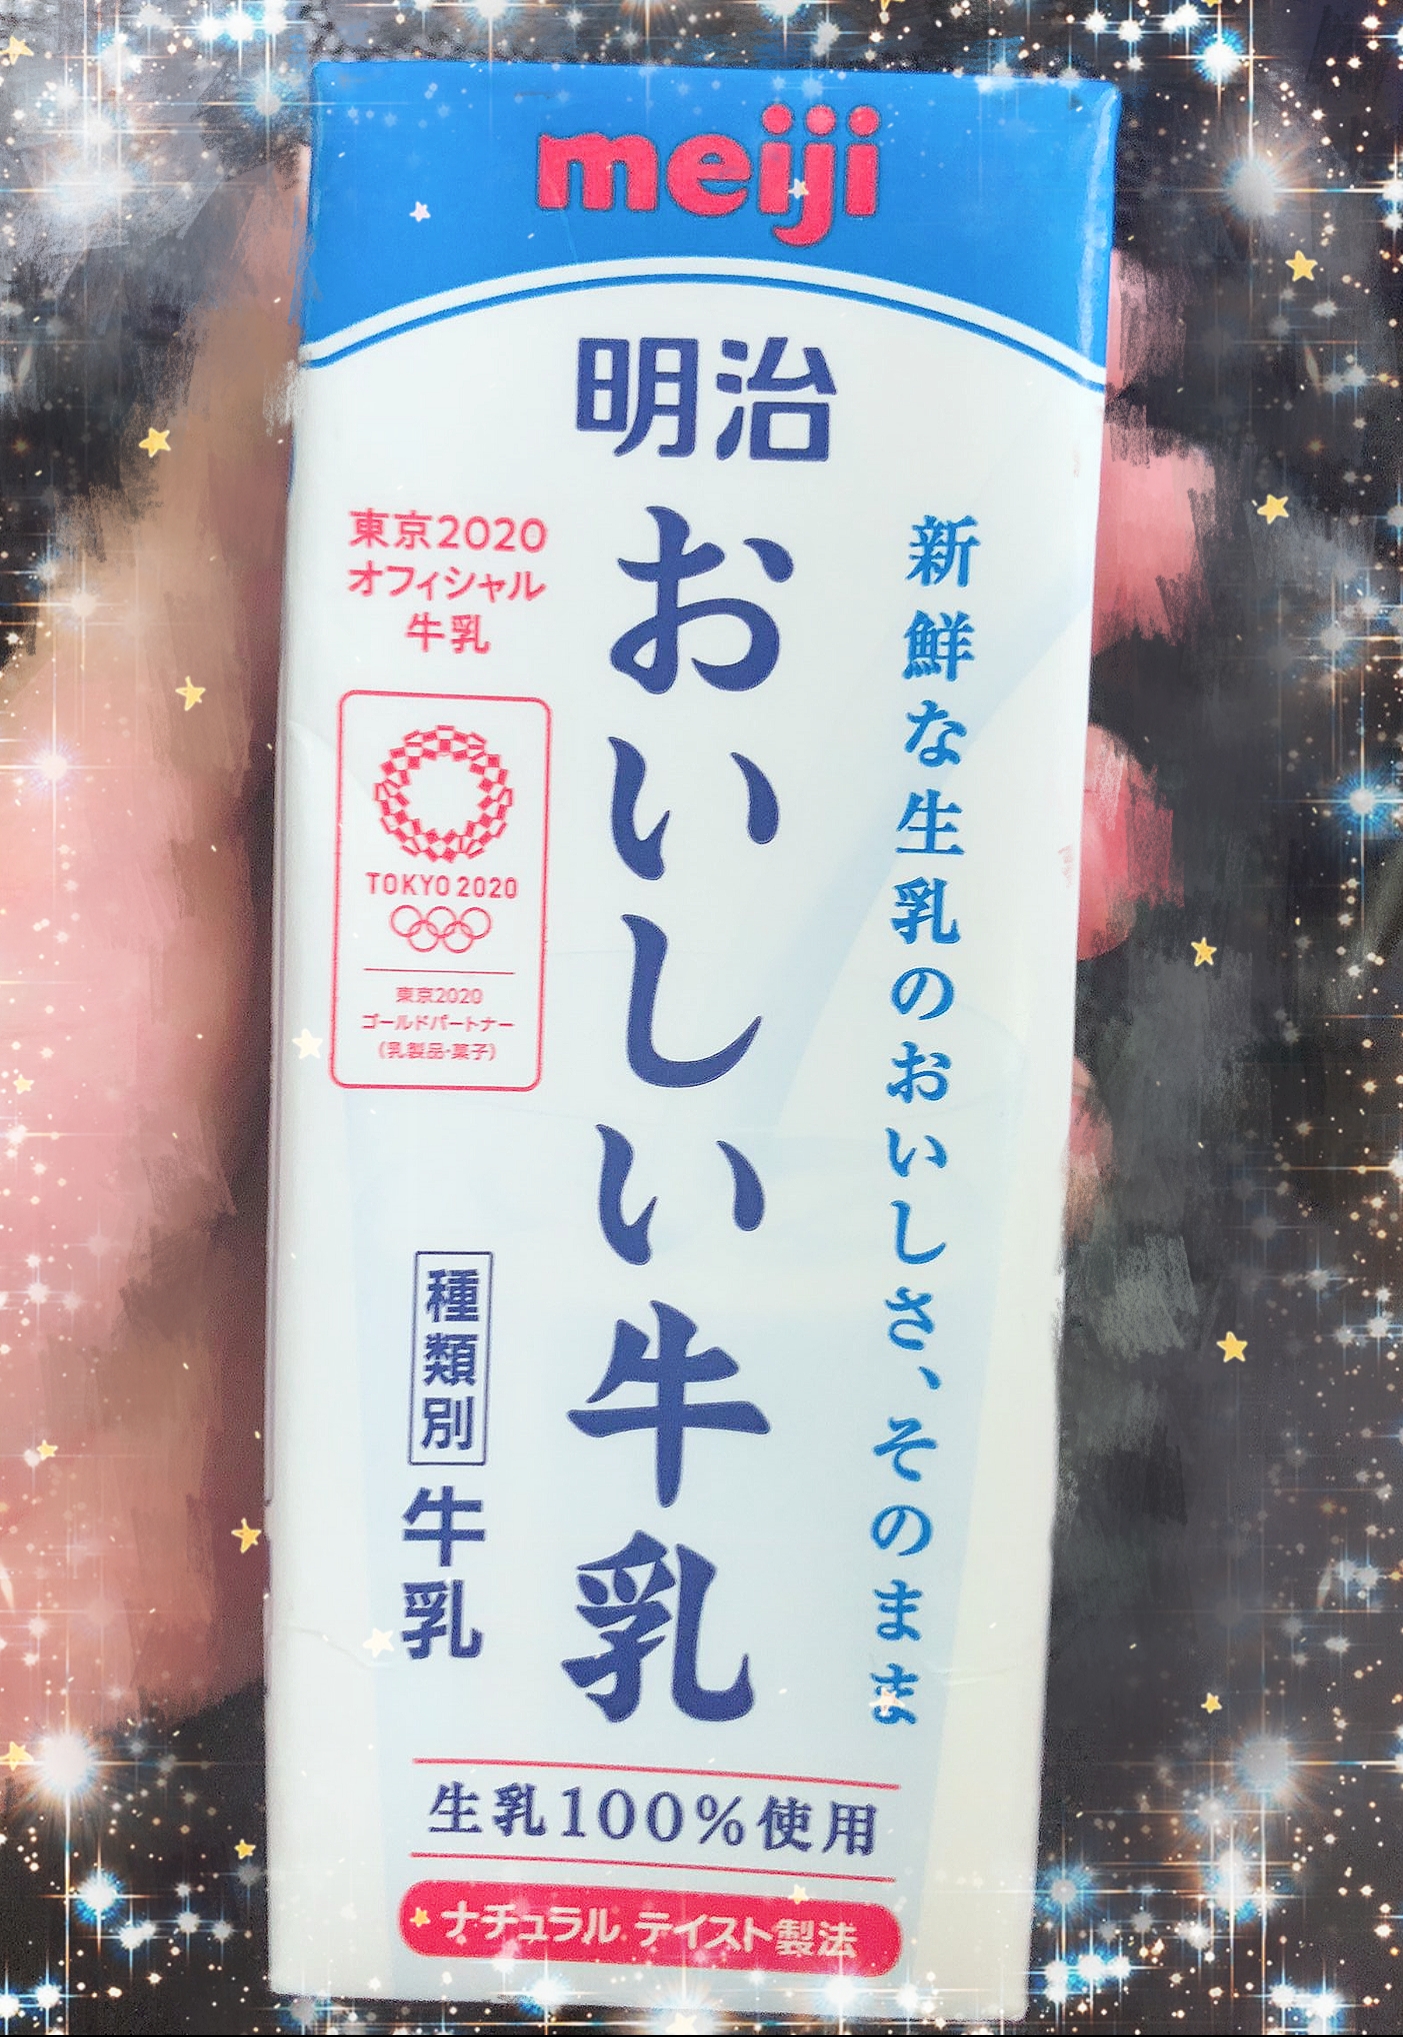 meiji
明治
新鮮な生乳のおいしさ、そのまま
おいしい牛乳
東京2020
オフィシャル
牛乳
TOKYO 2020
東京2020
ゴールドパートナー
(乳製品・菓子)
種類別
牛乳
生乳100%使用
ナチュラル テイスト製法